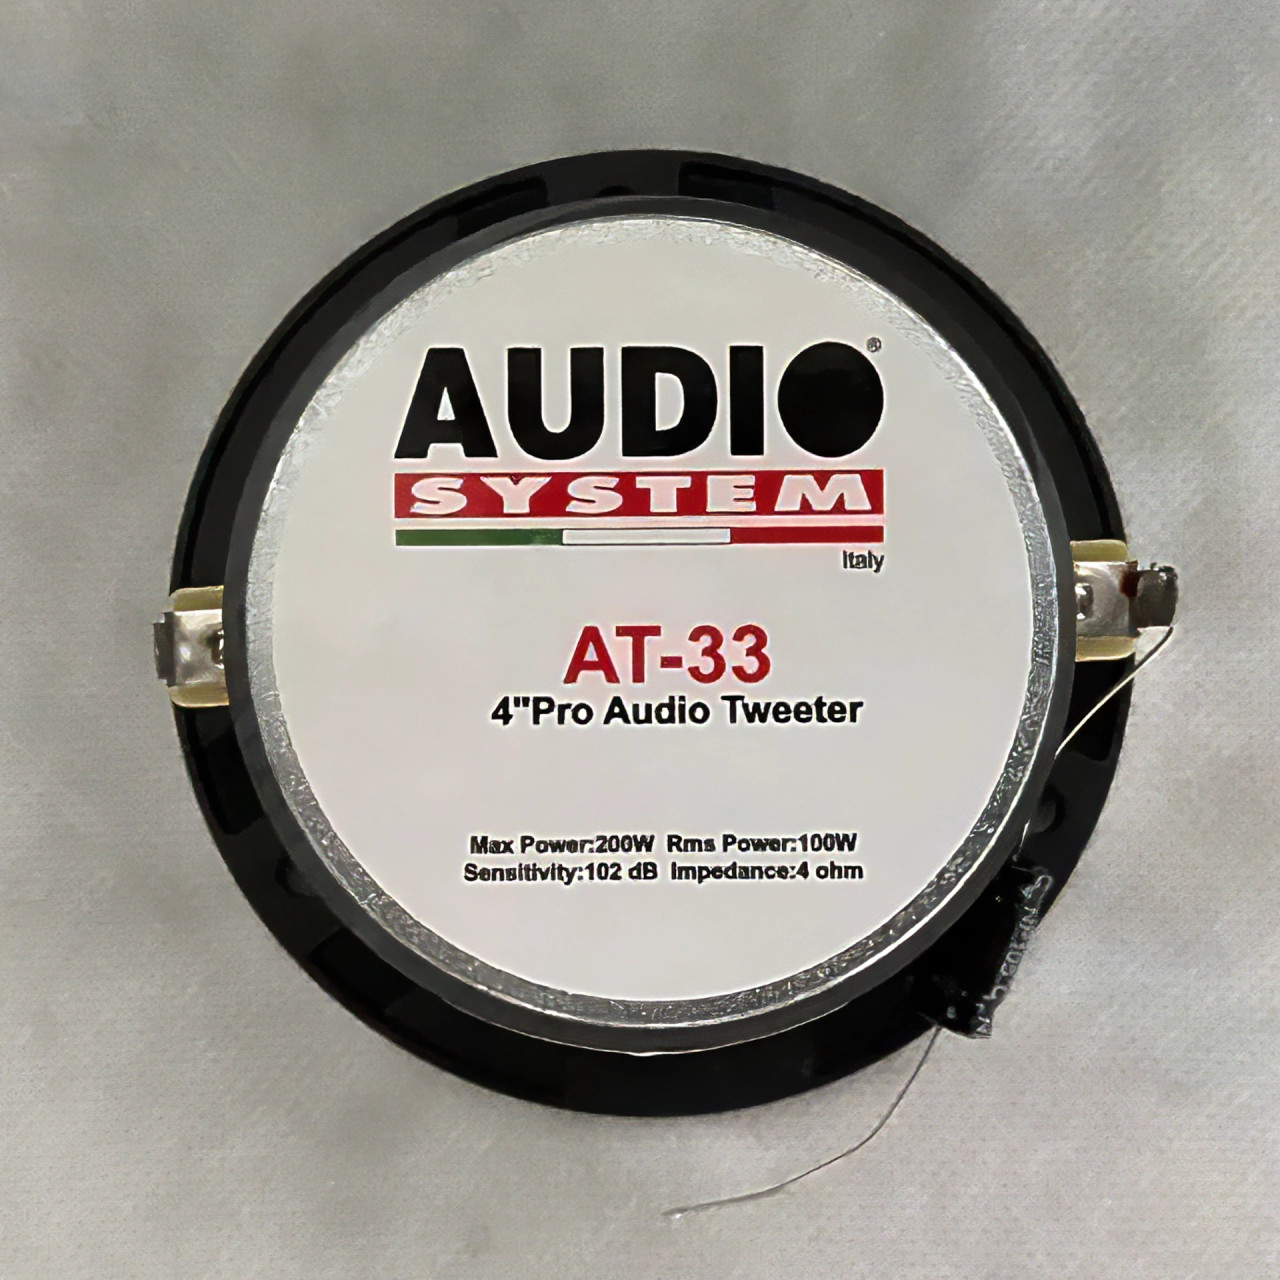 AUDIO®
SYSTEM
Italy
AT-33
4"Pro Audio Tweeter
Max Power:200W Rms Power:100W
Sensitivity:102 dB Impedance:4 ohm